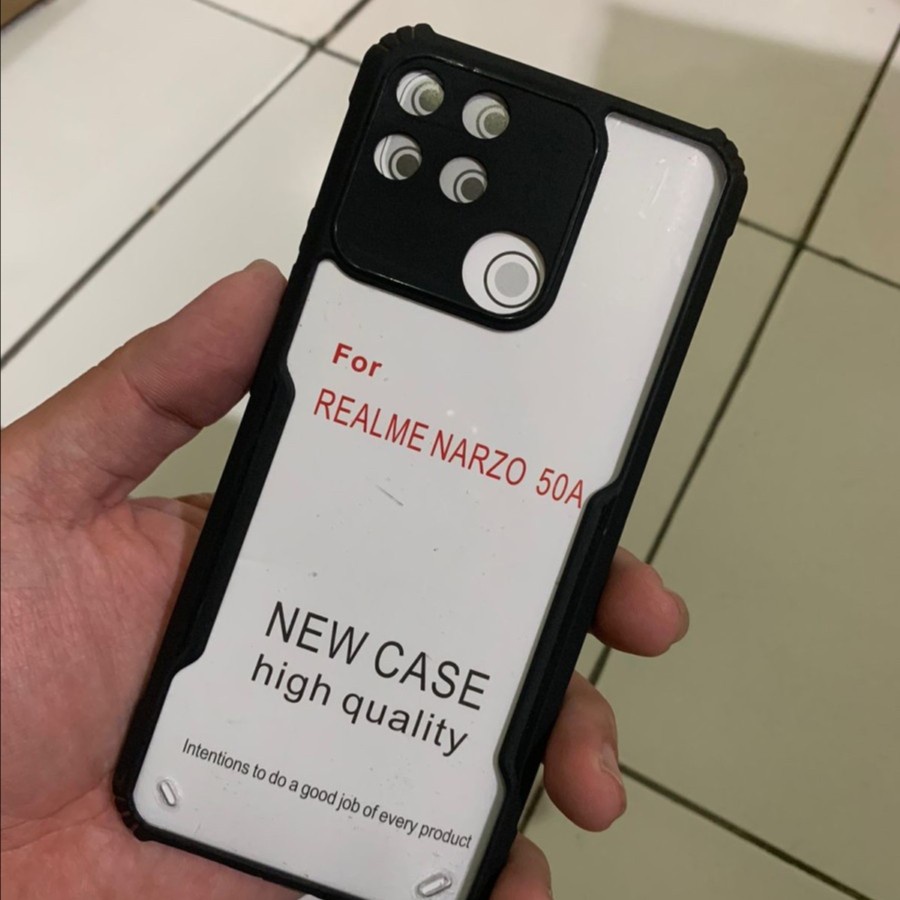 For
REALME NARZO 50A
NEW CASE
high quality
Intentions to do a good job of every product